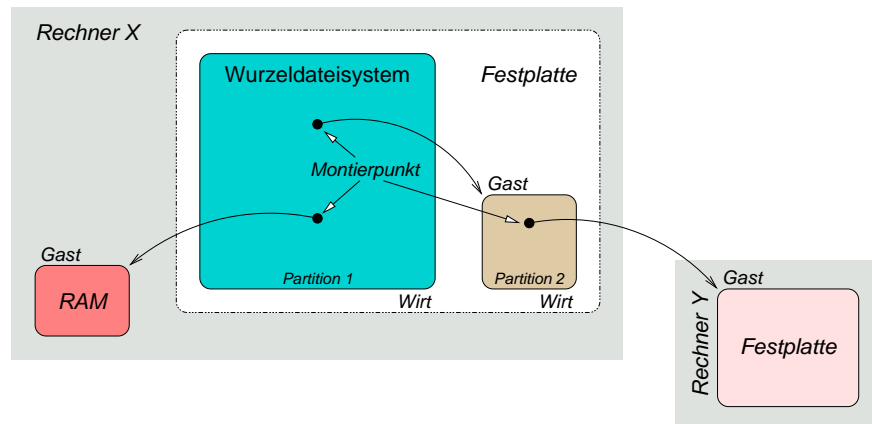 Rechner X
Wurzeldateisystem
Festplatte
Montierpunkt
Gast
Gast
RAM
Partition 1
Wirt
Partition 2
Wirt
Gast
Rechner Y
Festplatte